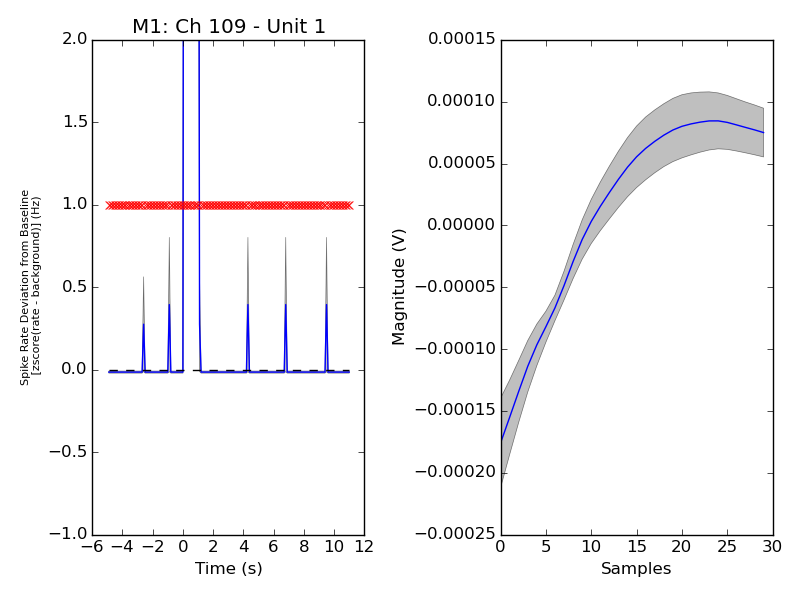 M1: Ch 109 - Unit 1
2.0
1.5
1.0
0.5
0.0
−0.5
−1.0
−6 −4 −2 0 2 4 6 8 10 12
Time (s)
Spike Rate Deviation from Baseline
[zscore(rate - background)] (Hz)
0.00015
0.00010
0.00005
0.00000
−0.00005
−0.00010
−0.00015
−0.00020
−0.00025
0 5 10 15 20 25 30
Samples
Magnitude (V)